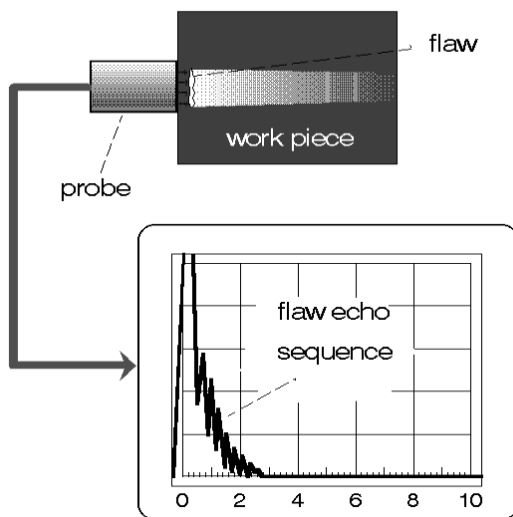 flaw
work piece
probe
flaw echo
sequence
0 2 4 6 8 10